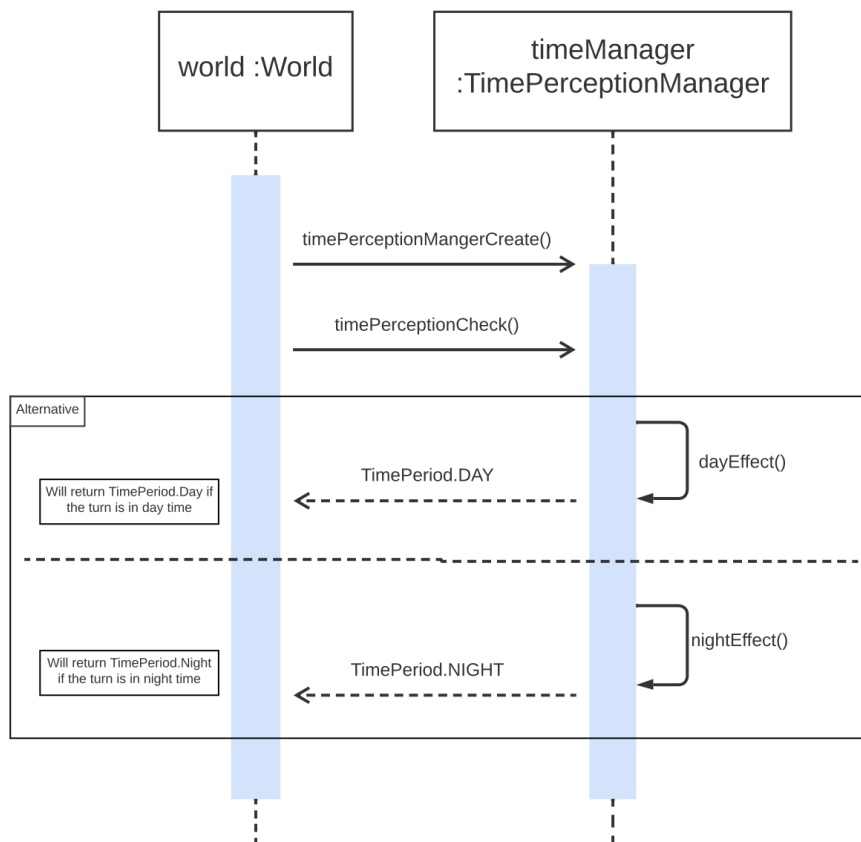 world :World
timeManager
:TimePerceptionManager
timePerceptionMangerCreate()
timePerceptionCheck()
Alternative
dayEffect()
TimePeriod.DAY
Will return TimePeriod.Day if
the turn is in day time
nightEffect()
TimePeriod.NIGHT
Will return TimePeriod.Night
if the turn is in night time